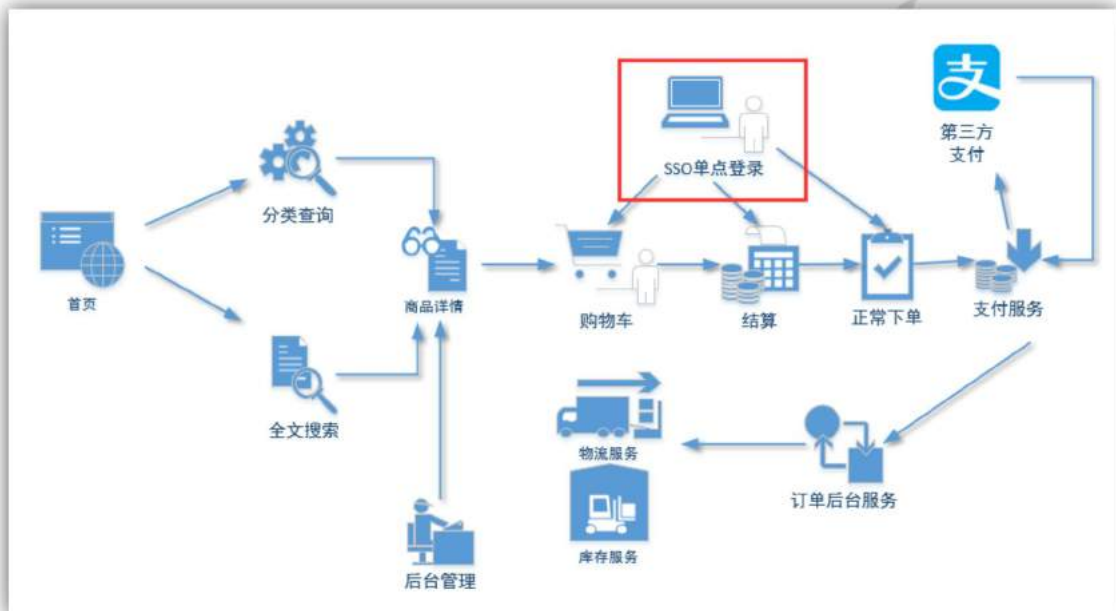 支
第三方
支付
SSO单点登录
分类查询
首页
商品详情
购物车
结算
正常下单
支付服务
全文搜索
物流服务
订单后台服务
库存服务
后台管理